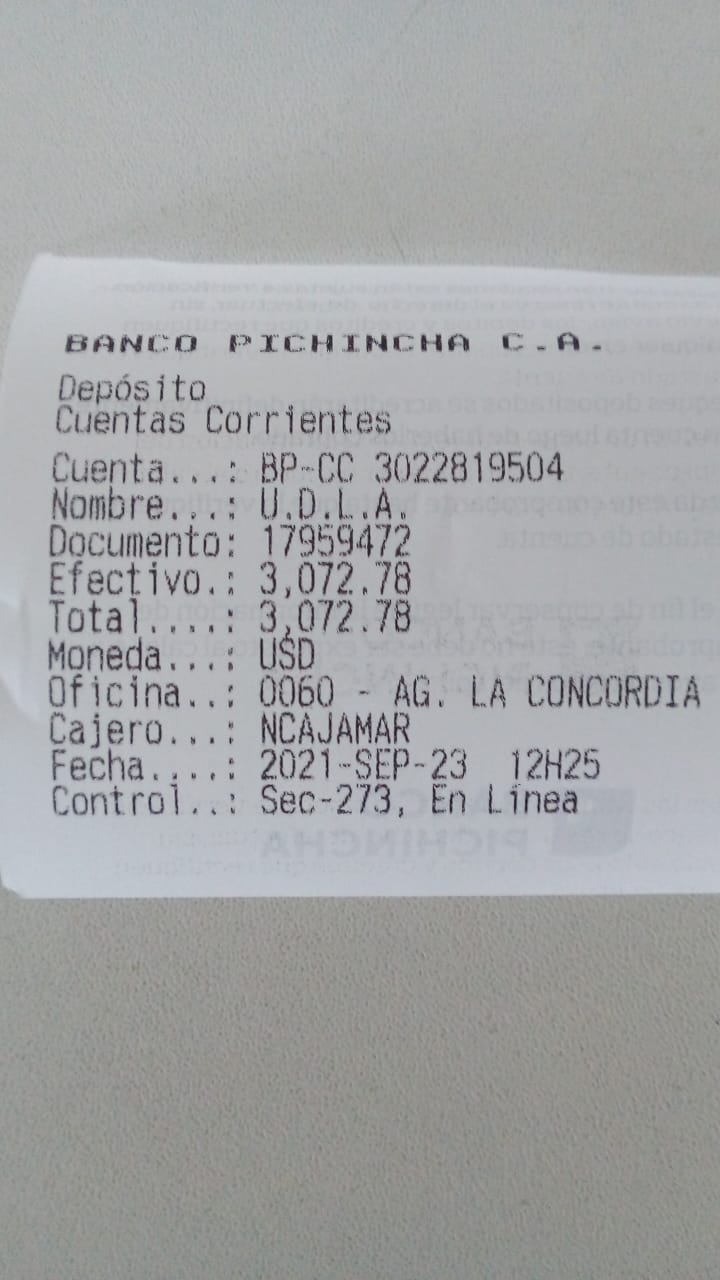 BANCO PICHINCHA C.A.
Depósito
Cuentas Corrientes
Cuenta...: BP-CC 3022819504
Nombre...: U.D.L.A.
Documento: 17959472
Efectivo.: 3,072.78
Total ....: 3,072.78
Moneda...: USD
Oficina..: 0060 - AG. LA CONCORDIA
Cajero...: NCAJAMAR
Fecha....: 2021-SEP-23 12H25
Control..: Sec-273, En Línea
PICHINCHA